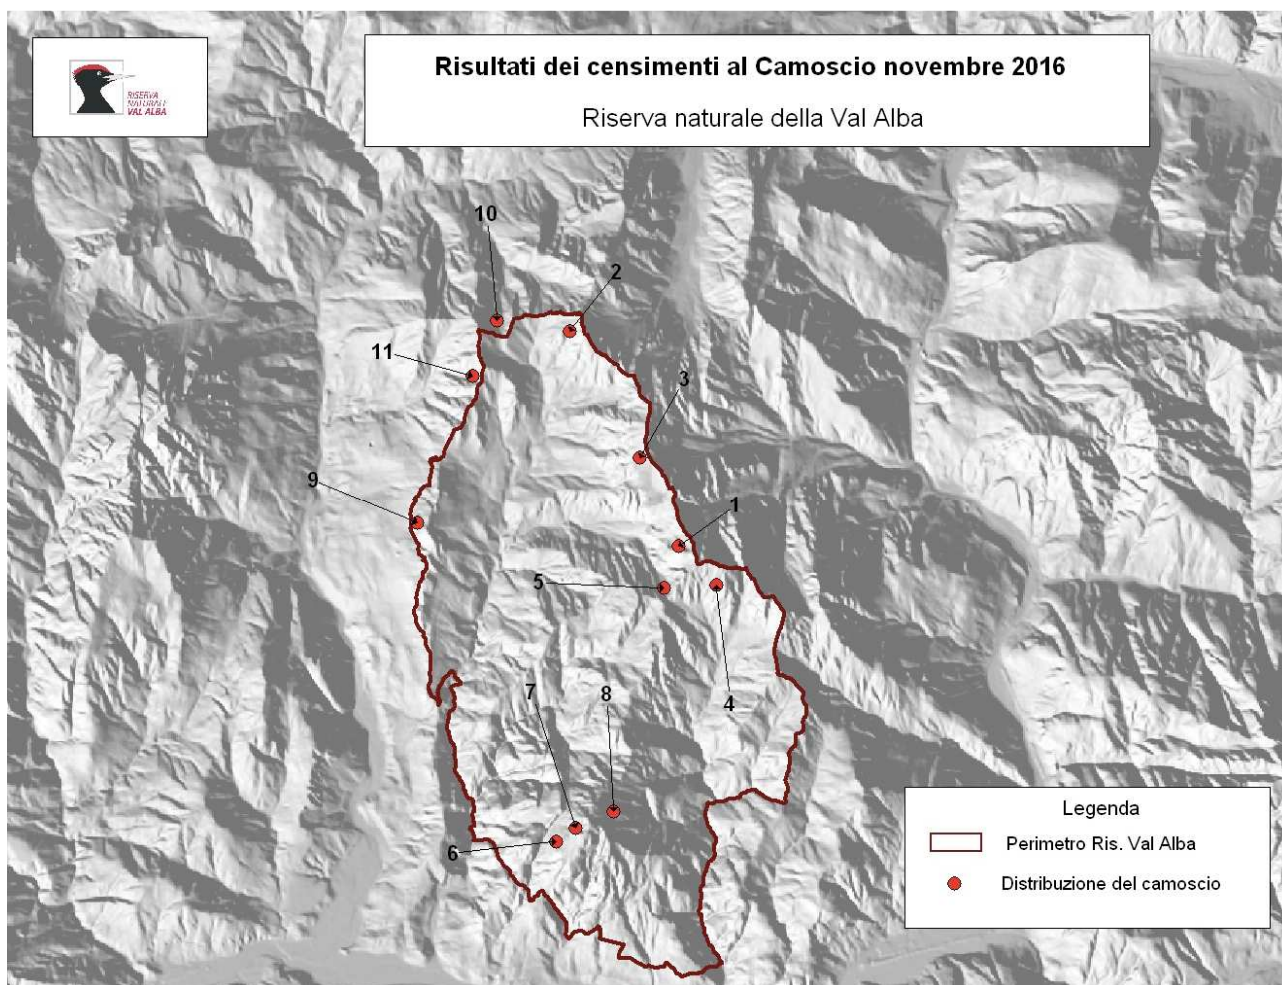 RISERVA
NATURALE
VAL ALBA
Risultati dei censimenti al Camoscio novembre 2016
Riserva naturale della Val Alba
10
2
11
3
9
1
5
4
7
8
6
Legenda
Perimetro Ris. Val Alba
Distribuzione del camoscio